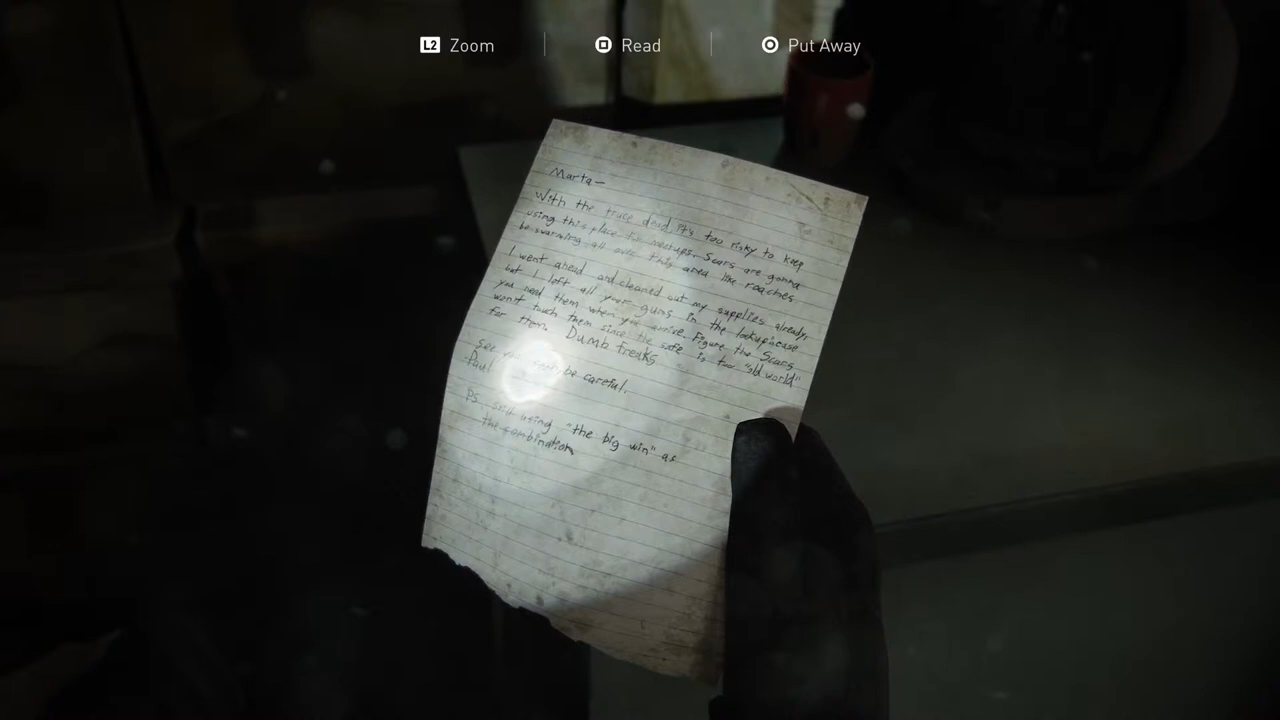 L2 Zoom
Read
Put Away
Marta-
With the truce dead it's too risky to keep
using this place for meetups. Scars are gonna
be swarming all over this area like roaches.
I went ahead and cleaned out my supplies already,
but I left all your guns in the lockup case
you need them when you arrive. Figure the Scars
won't touch them since the safe is too "old world"
for them. Dumb freaks
See you soon, be careful.
-Paul
PS. still using "the big win" as
the combination